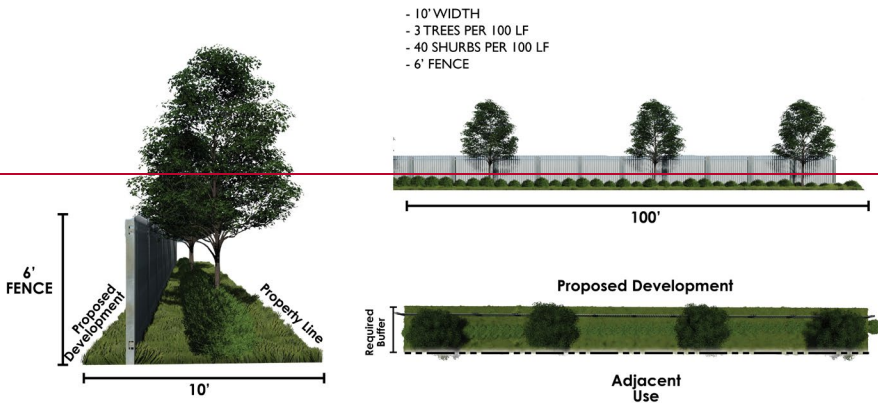 - 10' WIDTH
- 3 TREES PER 100 LF
- 40 SHURBS PER 100 LF
- 6' FENCE
100'
6'
FENCE
Proposed
Development
Property Line
10'
Proposed Development
Required
Buffer
Adjacent
Use